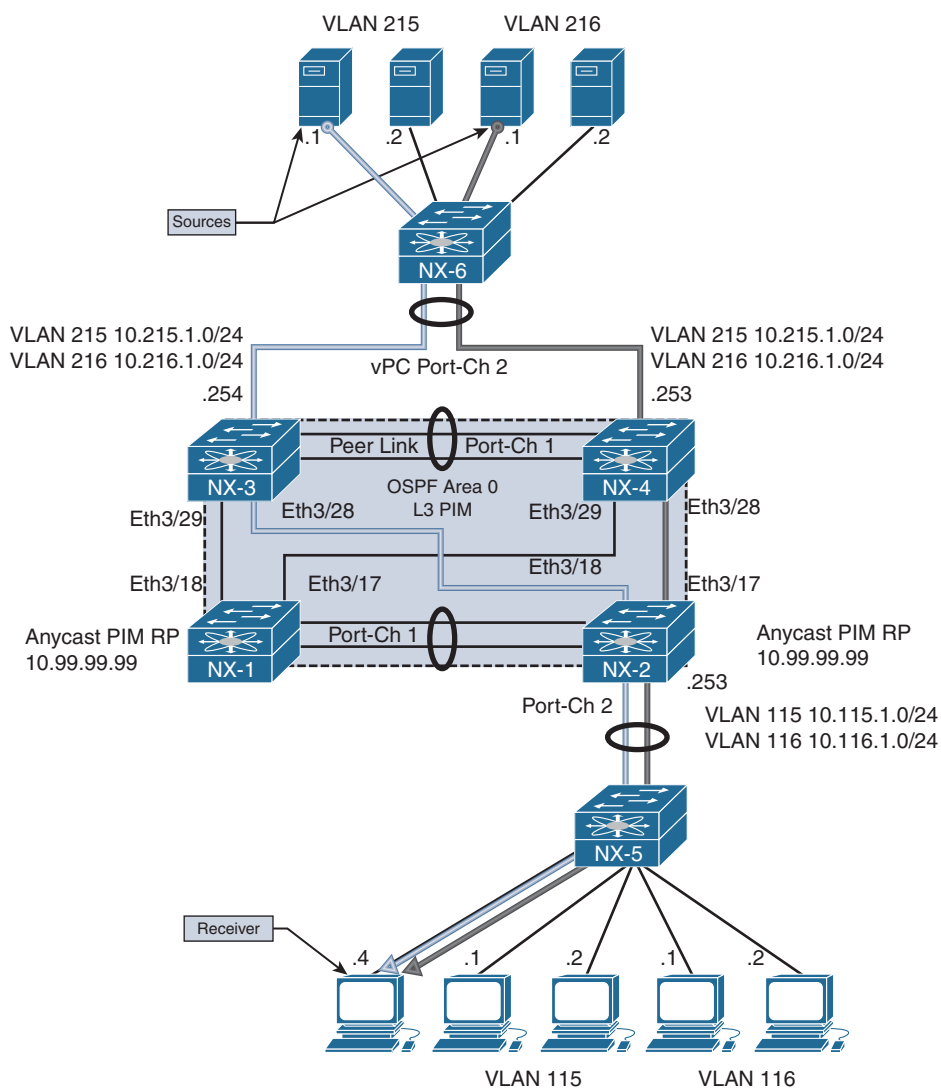 VLAN 215
VLAN 216
.1
.2
.1
.2
Sources
NX-6
VLAN 215 10.215.1.0/24
VLAN 216 10.216.1.0/24
VLAN 215 10.215.1.0/24
VLAN 216 10.216.1.0/24
vPC Port-Ch 2
.254
.253
Peer Link
Port-Ch 1
NX-3
NX-4
OSPF Area 0
L3 PIM
Eth3/29
Eth3/28
Eth3/29
Eth3/28
Eth3/18
Eth3/17
Eth3/18
Eth3/17
Anycast PIM RP
10.99.99.99
NX-1
Port-Ch 1
NX-2
Anycast PIM RP
10.99.99.99
.253
Port-Ch 2
VLAN 115 10.115.1.0/24
VLAN 116 10.116.1.0/24
NX-5
Receiver
.4
.1
.2
.1
.2
VLAN 115
VLAN 116